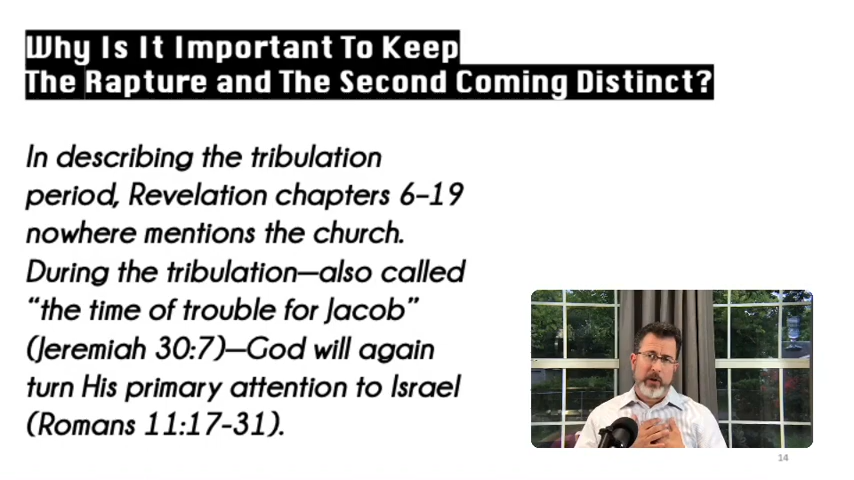 Why Is It Important To Keep
The Rapture and The Second Coming Distinct?
In describing the tribulation
period, Revelation chapters 6–19
nowhere mentions the church.
During the tribulation—also called
“the time of trouble for Jacob”
(Jeremiah 30:7)—God will again
turn His primary attention to Israel
(Romans 11:17-31).
14